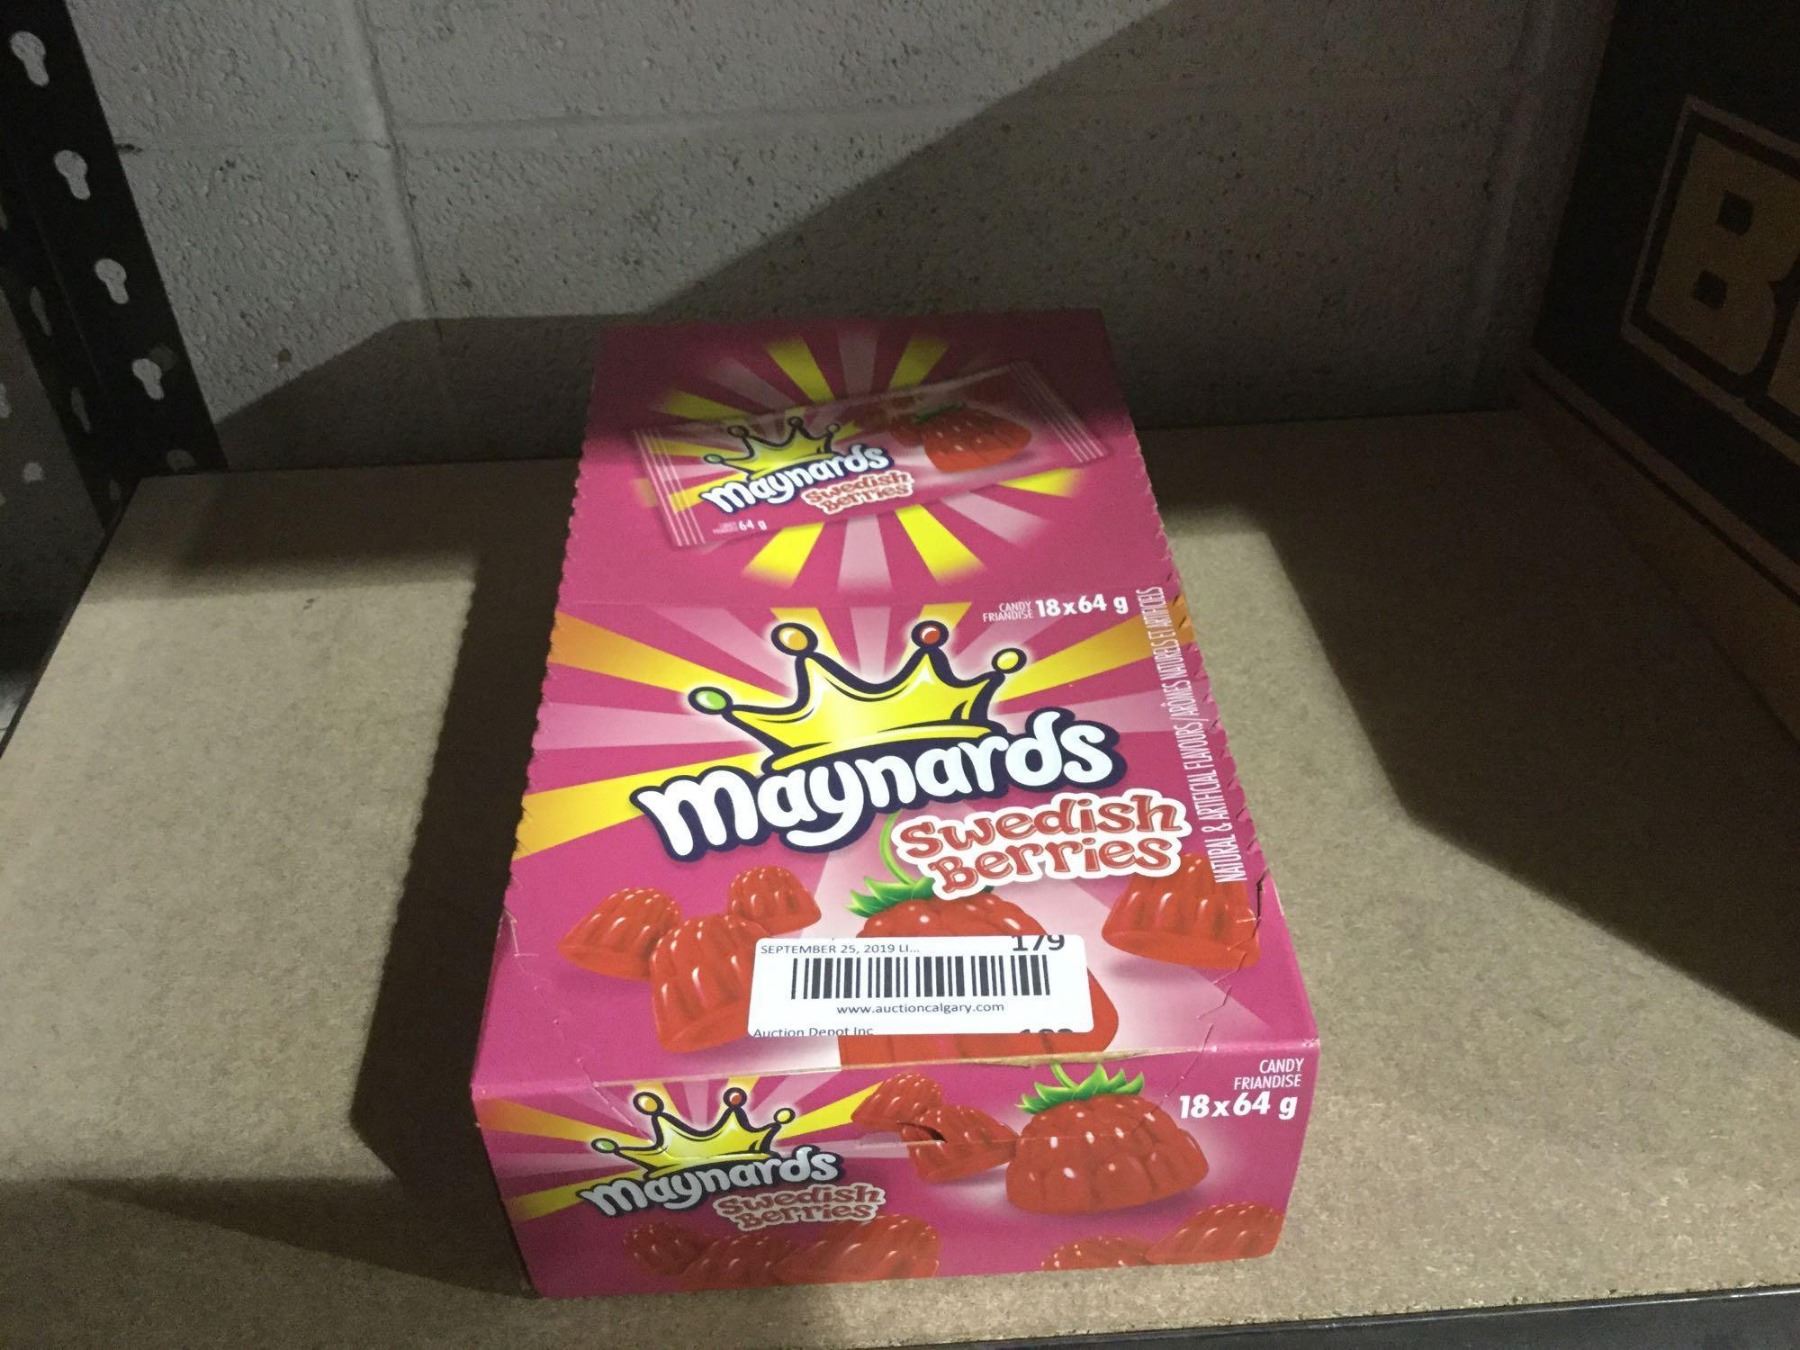 maynards
Swedish
Berries
64 g
CANDY
FRIANDISE
18x64 g
maynards
Swedish
Berries
NATURAL & ARTIFICIAL FLAVOURS/ARÔMES NATURELS ET ARTIFICIELS
SEPTEMBER 25, 2019 LI...
179
www.auctioncalgary.com
Auction Depot Inc
CANDY
FRIANDISE
18x64 g
maynards
Swedish
Berries
B